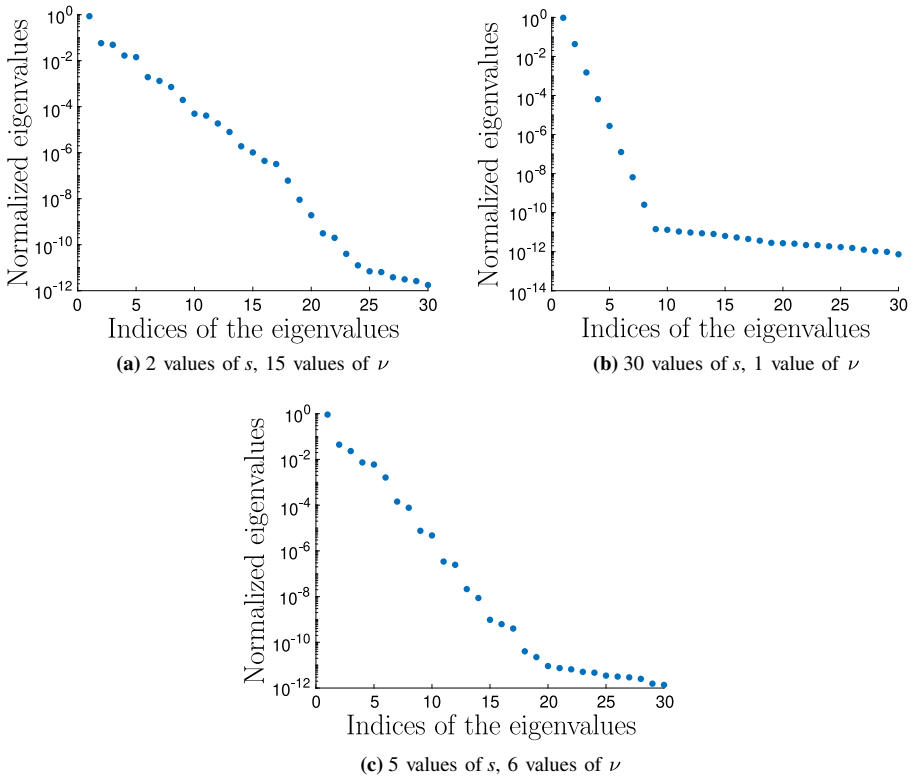 Normalized eigenvalues
10^0
10^-2
10^-4
10^-6
10^-8
10^-10
10^-12
0 5 10 15 20 25 30
Indices of the eigenvalues
(a) 2 values of s, 15 values of ν
Normalized eigenvalues
10^0
10^-2
10^-4
10^-6
10^-8
10^-10
10^-12
10^-14
0 5 10 15 20 25 30
Indices of the eigenvalues
(b) 30 values of s, 1 value of ν
Normalized eigenvalues
10^0
10^-2
10^-4
10^-6
10^-8
10^-10
10^-12
0 5 10 15 20 25 30
Indices of the eigenvalues
(c) 5 values of s, 6 values of ν